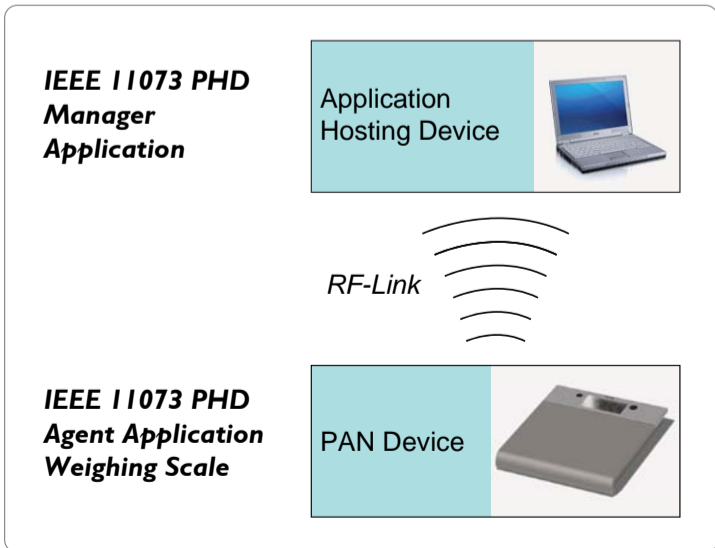 IEEE 11073 PHD
Manager
Application
Application
Hosting Device
RF-Link
IEEE 11073 PHD
Agent Application
Weighing Scale
PAN Device